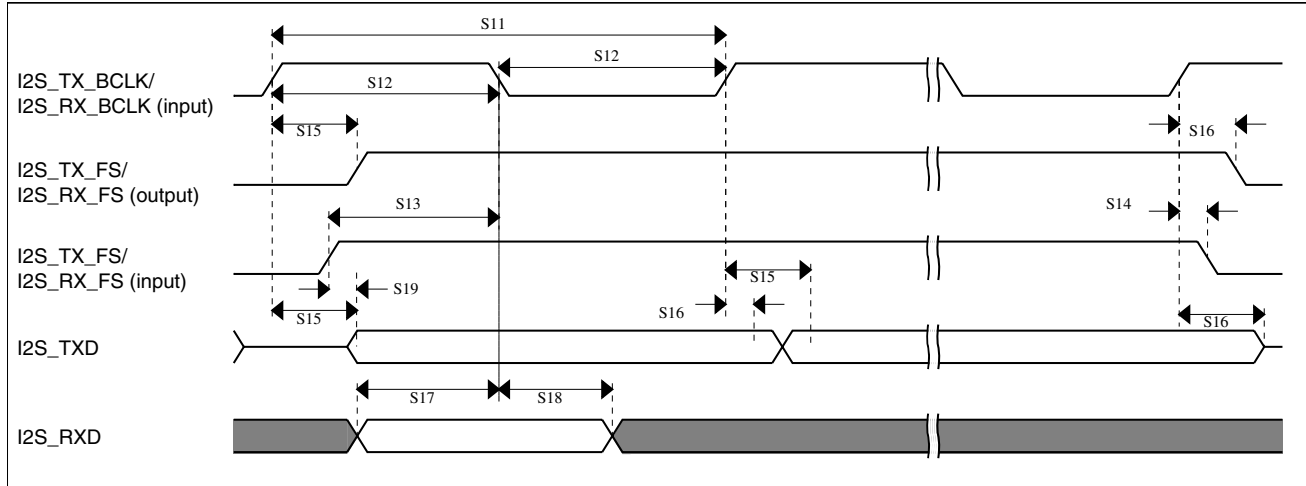 S11
S12
I2S_TX_BCLK/
I2S_RX_BCLK (input)
S12
S15
S16
I2S_TX_FS/
I2S_RX_FS (output)
S13
S14
I2S_TX_FS/
I2S_RX_FS (input)
S15
S19
S15
S16
S16
I2S_TXD
S17
S18
I2S_RXD